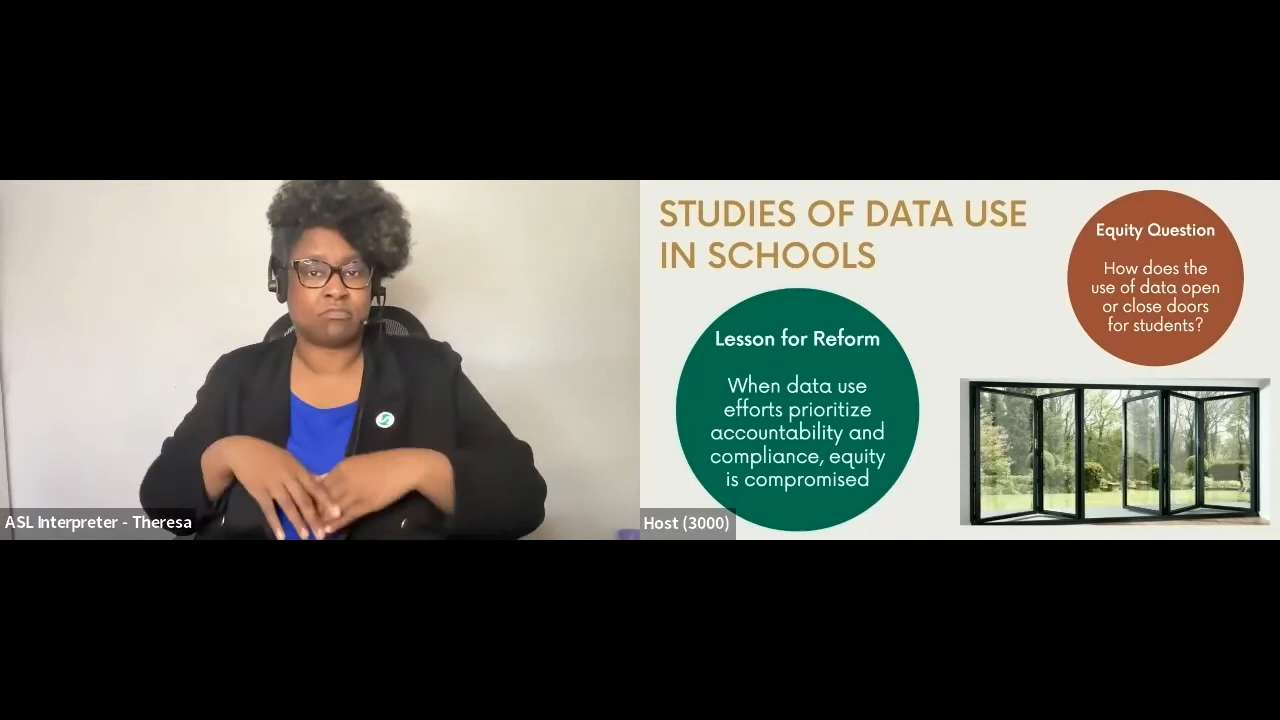 STUDIES OF DATA USE
IN SCHOOLS
Equity Question
How does the
use of data open
or close doors
for students?
Lesson for Reform
When data use
efforts prioritize
accountability and
compliance, equity
is compromised
ASL Interpreter - Theresa
Host (3000)